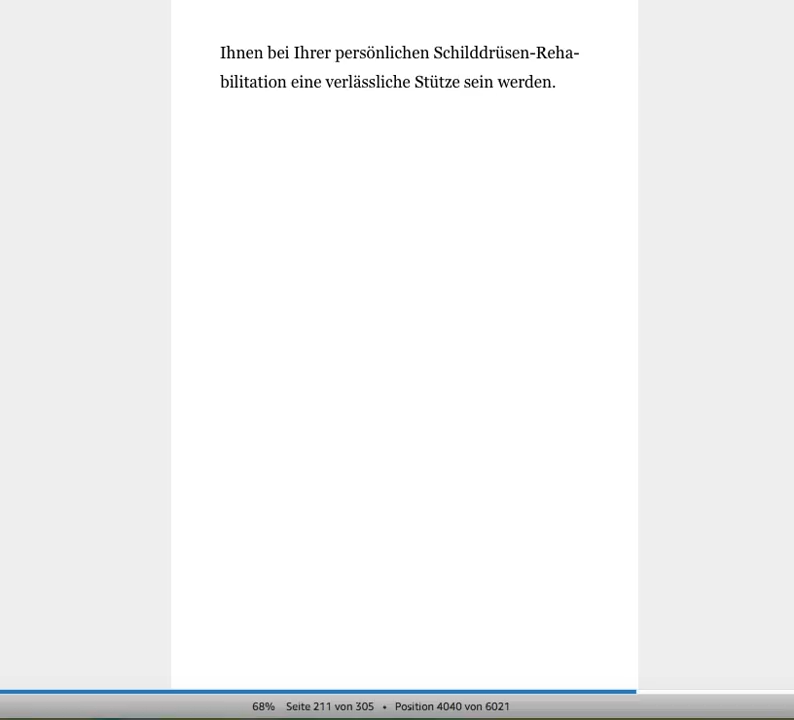 Ihnen bei Ihrer persönlichen Schilddrüsen-Reha-
bilitation eine verlässliche Stütze sein werden.
68% Seite 211 von 305 • Position 4040 von 6021